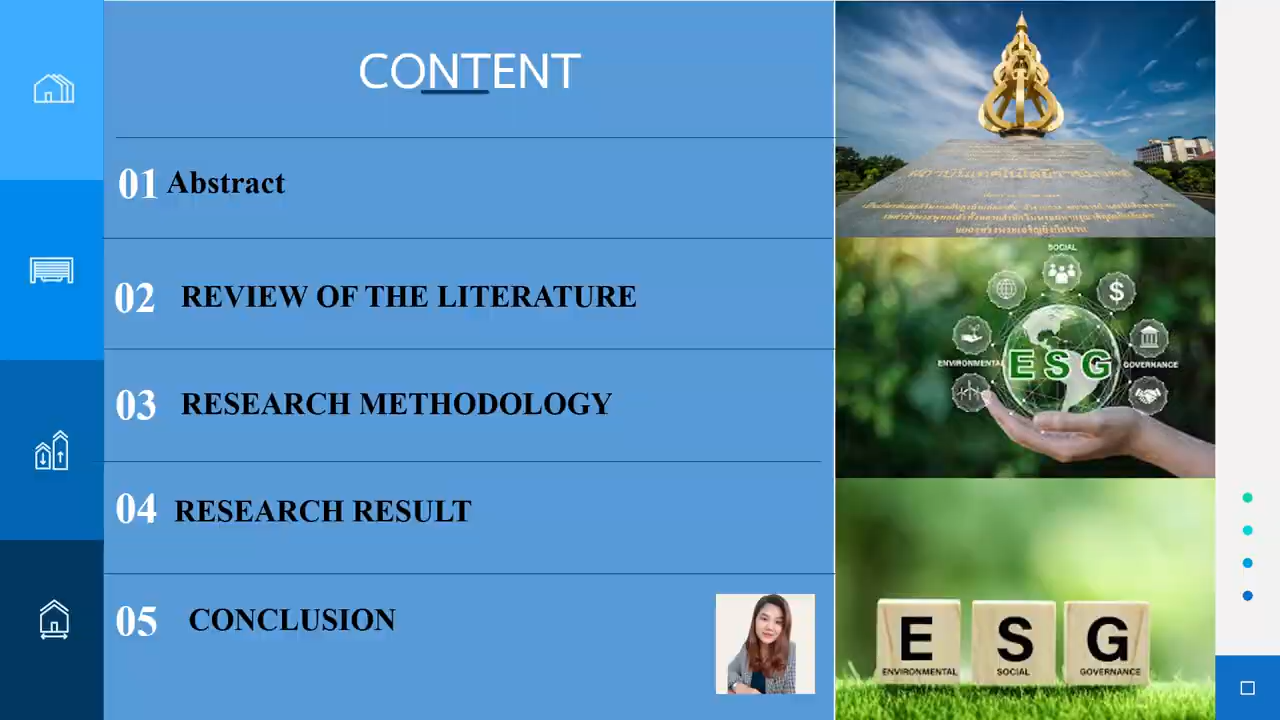 CONTENT
01 Abstract
02 REVIEW OF THE LITERATURE
03 RESEARCH METHODOLOGY
04 RESEARCH RESULT
05 CONCLUSION
SOCIAL
$
ENVIRONMENTAL
ESG
GOVERNANCE
E S G
ENVIRONMENTAL SOCIAL GOVERNANCE